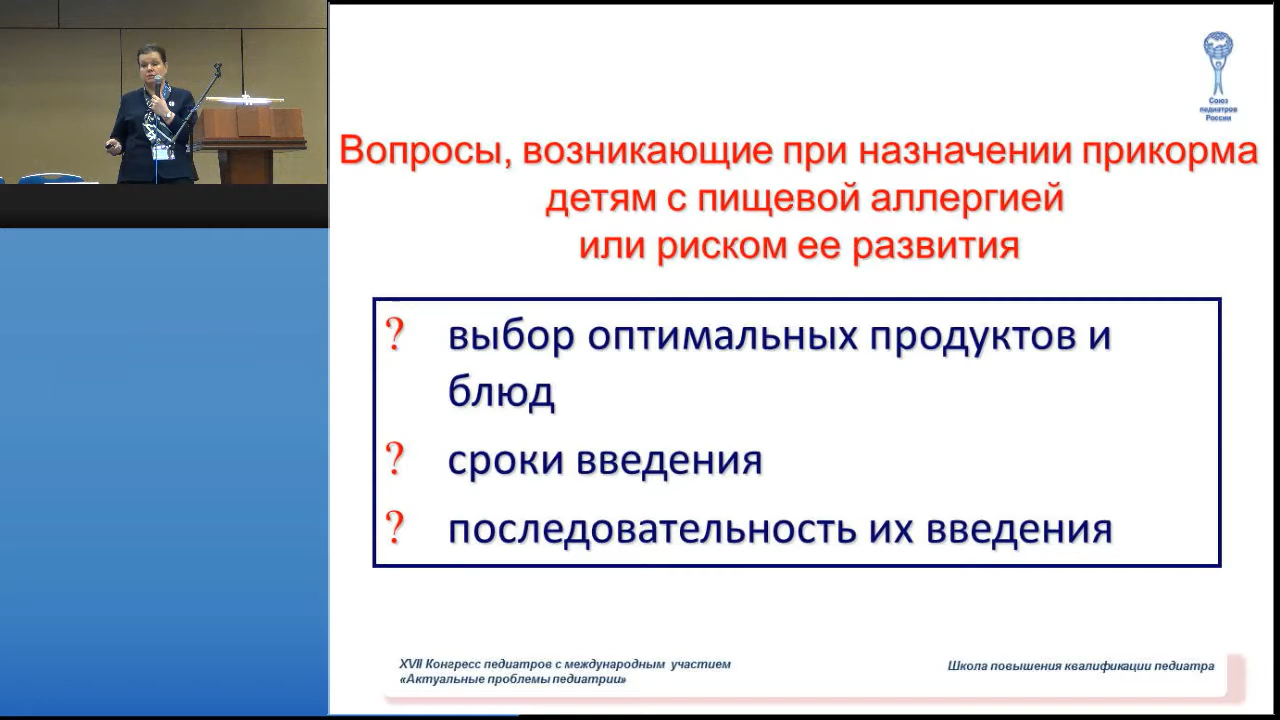 Союз
педиатров
России
Вопросы, возникающие при назначении прикорма
детям с пищевой аллергией
или риском ее развития
? выбор оптимальных продуктов и
блюд
? сроки введения
? последовательность их введения
XVII Конгресс педиатров с международным участием
«Актуальные проблемы педиатрии»
Школа повышения квалификации педиатра